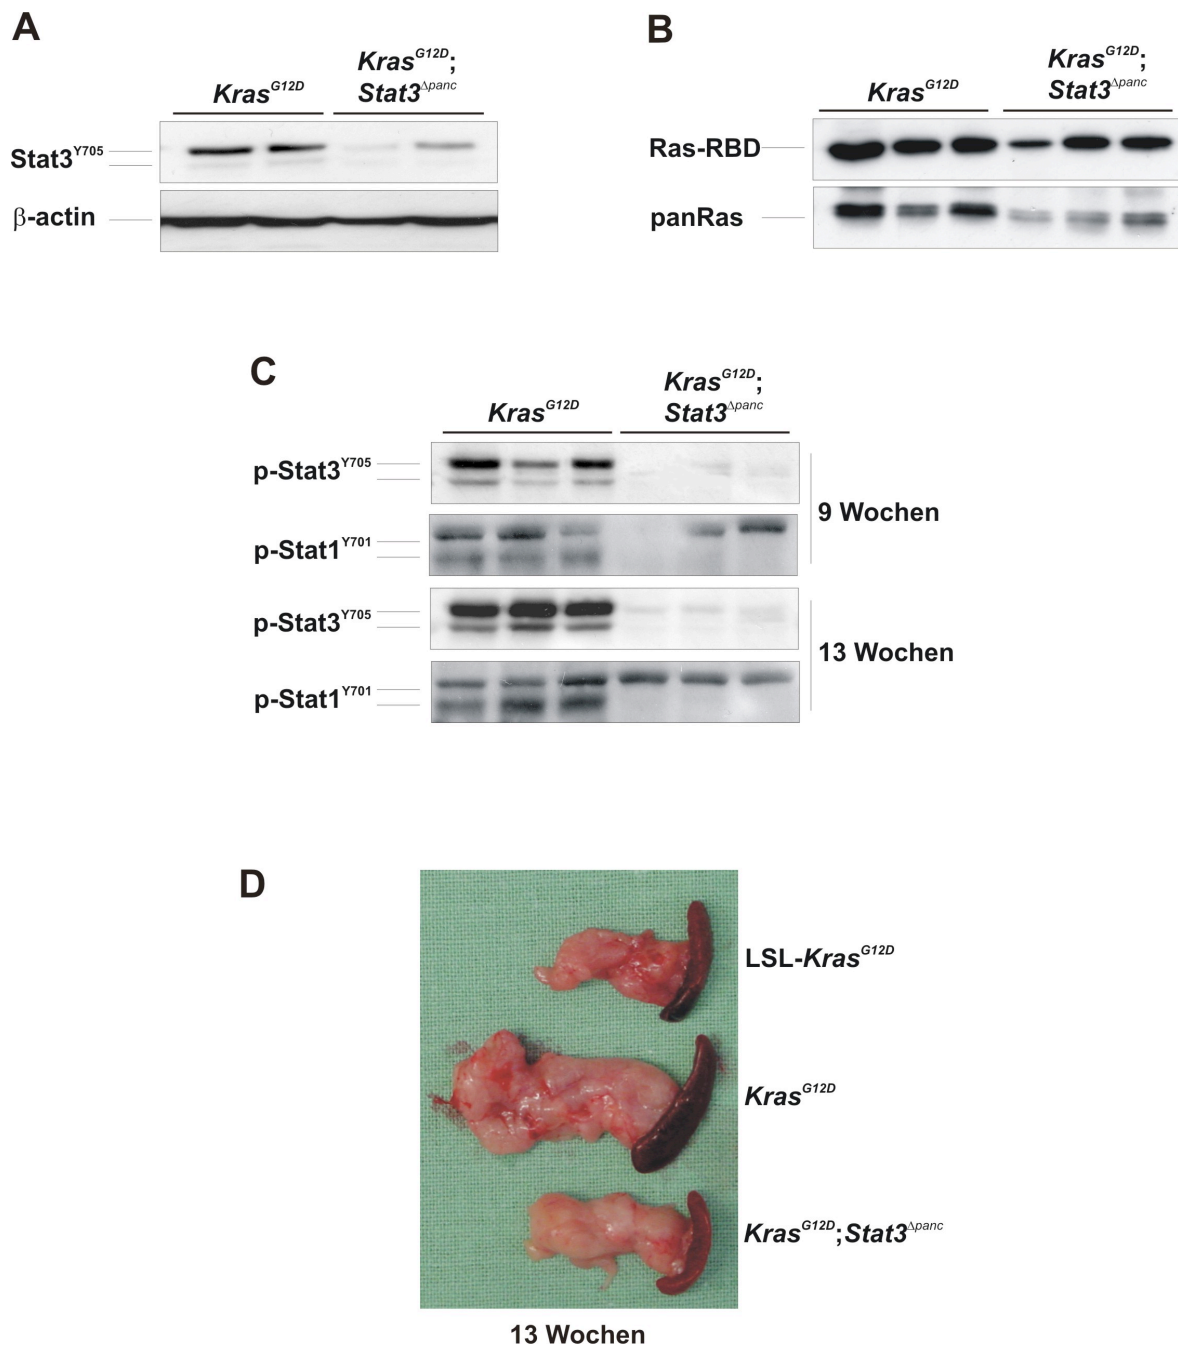 A
Kras^G12D
Kras^G12D;
Stat3^Δpanc
Stat3^Y705
β-actin
B
Kras^G12D
Kras^G12D;
Stat3^Δpanc
Ras-RBD
panRas
C
Kras^G12D
Kras^G12D;
Stat3^Δpanc
p-Stat3^Y705
p-Stat1^Y701
9 Wochen
p-Stat3^Y705
p-Stat1^Y701
13 Wochen
D
LSL-Kras^G12D
Kras^G12D
Kras^G12D;Stat3^Δpanc
13 Wochen